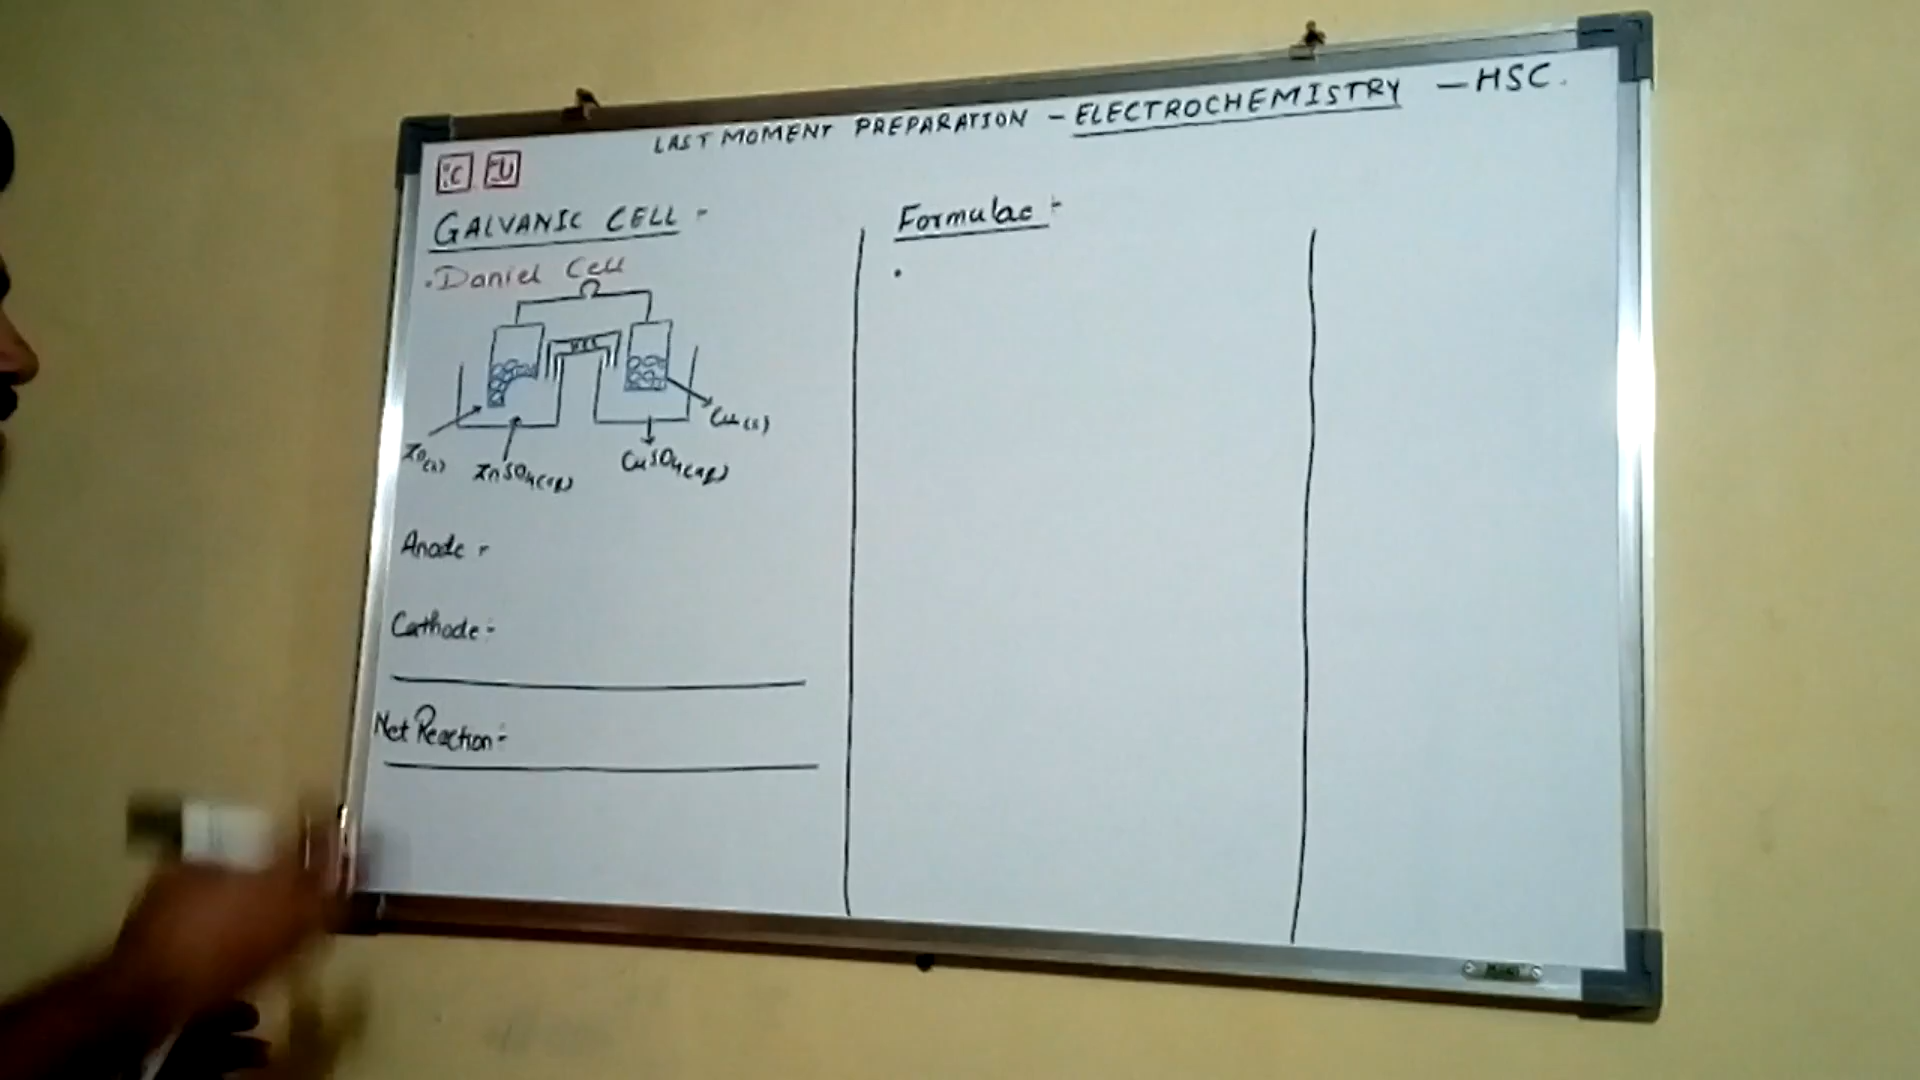 LAST MOMENT PREPARATION - ELECTROCHEMISTRY - HSC.
GALVANIC CELL -
.Daniel Cell
Cu(s)
Zn(s) ZnSO4(aq) CuSO4(aq)
Anode -
Cathode :-
Net Reaction :-
Formulae :-